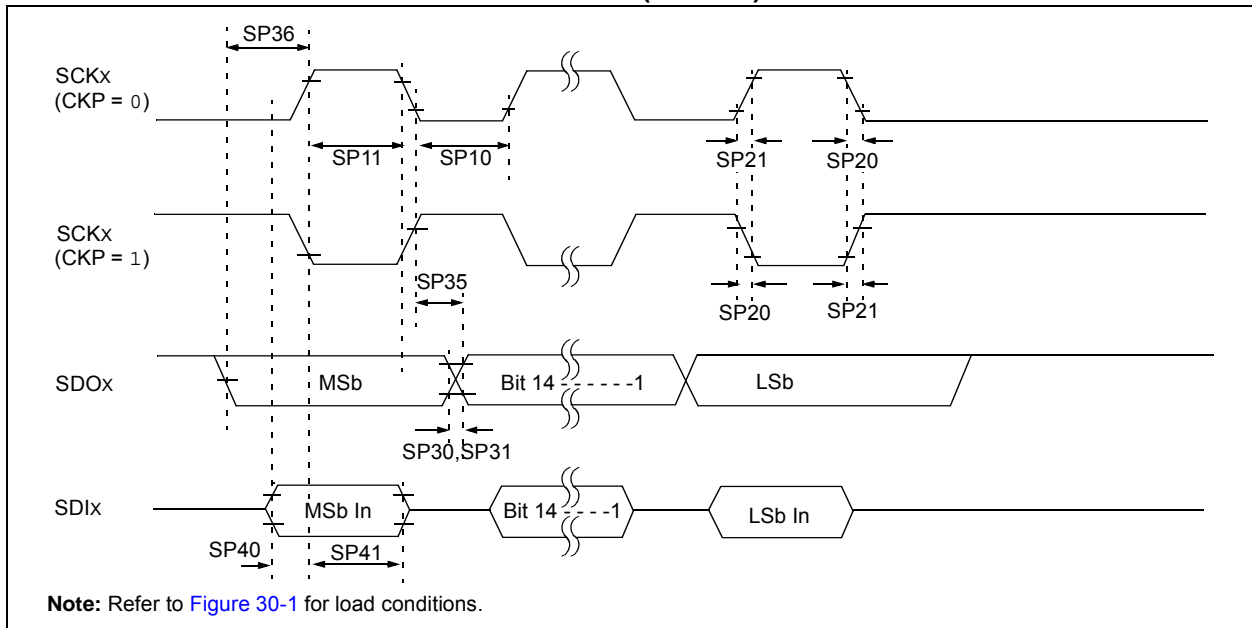 SP36
SCKx
(CKP = 0)
SP11
SP10
SP21
SP20
SCKx
(CKP = 1)
SP35
SP20
SP21
SDOx
MSb
Bit 14 - - - - - -1
LSb
SP30,SP31
SDIx
MSb In
Bit 14 - - - -1
LSb In
SP40
SP41
Note: Refer to Figure 30-1 for load conditions.